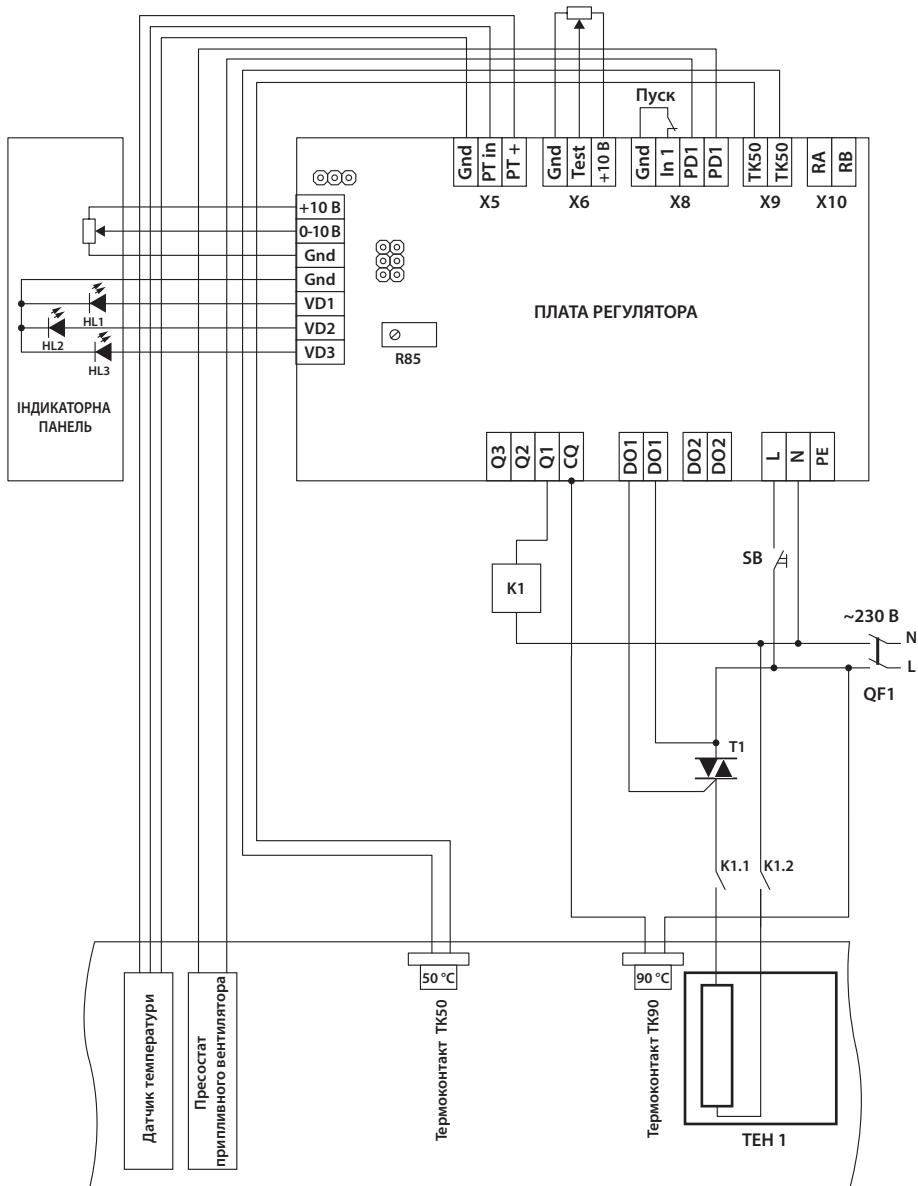 Пуск
Gnd
PT in
PT +
X5
Gnd
Test
+10 В
X6
Gnd
In 1
PD1
PD1
X8
TK50
TK50
X9
RA
RB
X10
+10 В
0-10 В
Gnd
Gnd
VD1
VD2
VD3
HL1
HL2
HL3
ІНДИКАТОРНА
ПАНЕЛЬ
R85
ПЛАТА РЕГУЛЯТОРА
Q3
Q2
Q1
CQ
DO1
DO1
DO2
DO2
L
N
PE
SB
K1
~230 В
N
L
QF1
T1
K1.1
K1.2
50 °C
90 °C
Датчик температури
Пресостат
припливного вентилятора
Термоконтакт TK50
Термоконтакт TK90
ТЕН 1